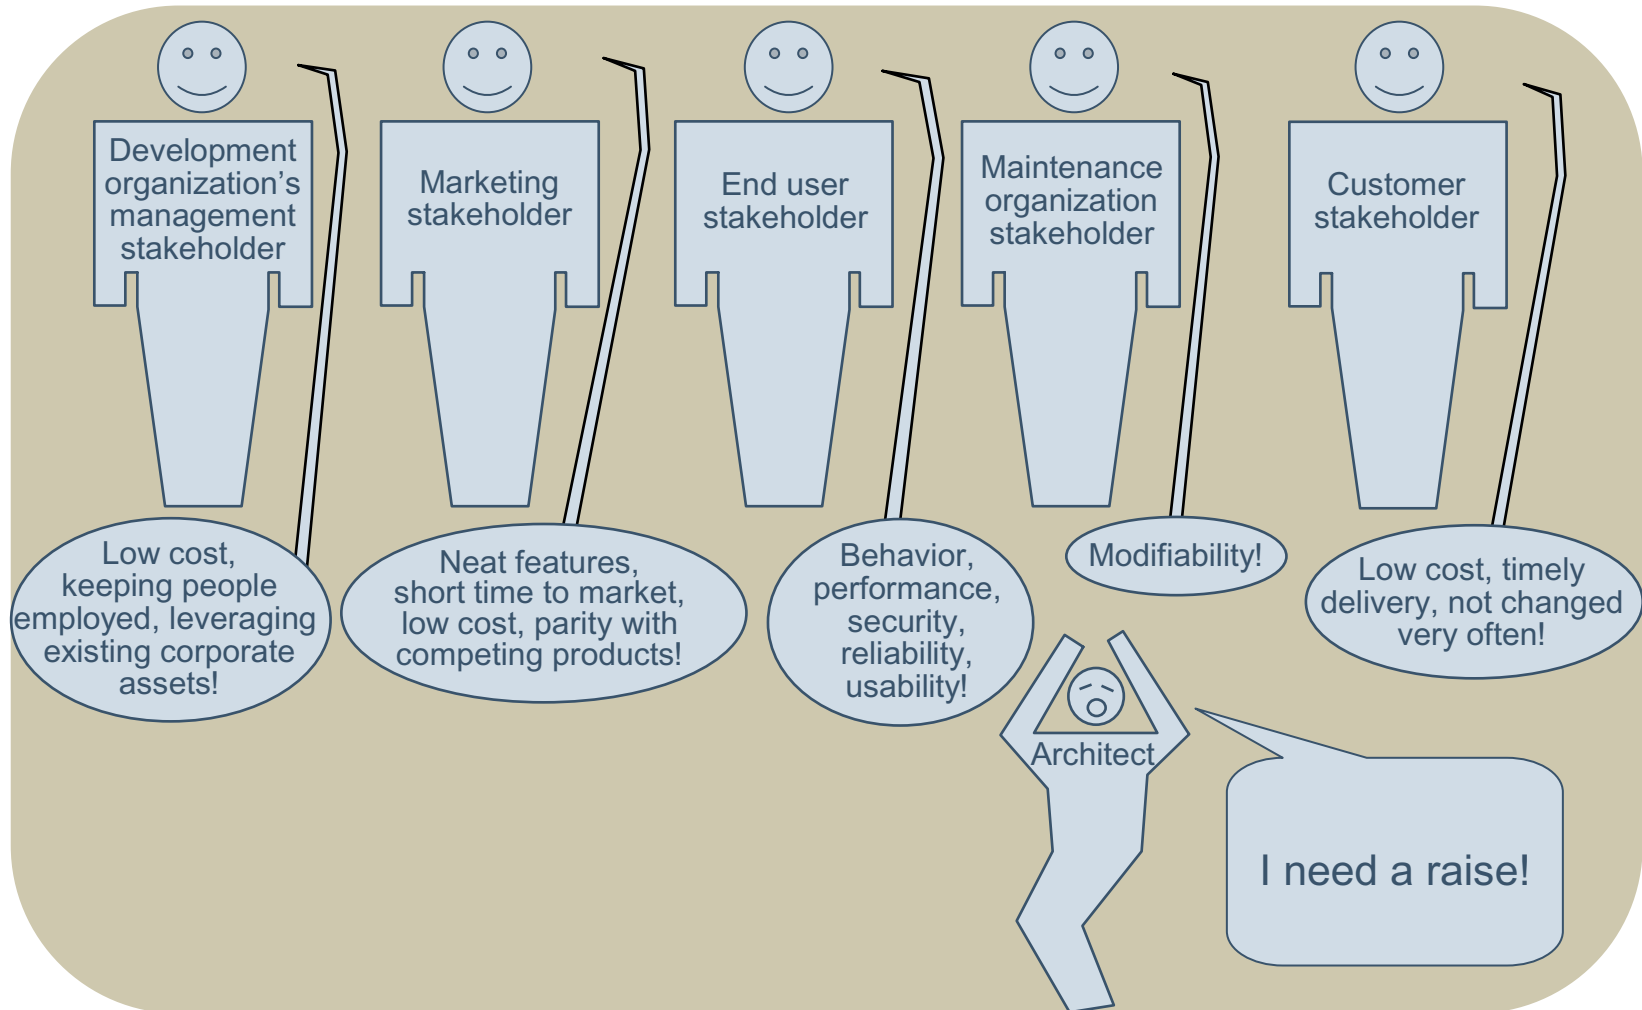 Development
organization’s
management
stakeholder
Marketing
stakeholder
End user
stakeholder
Maintenance
organization
stakeholder
Customer
stakeholder
Low cost,
keeping people
employed, leveraging
existing corporate
assets!
Neat features,
short time to market,
low cost, parity with
competing products!
Behavior,
performance,
security,
reliability,
usability!
Modifiability!
Low cost, timely
delivery, not changed
very often!
Architect
I need a raise!